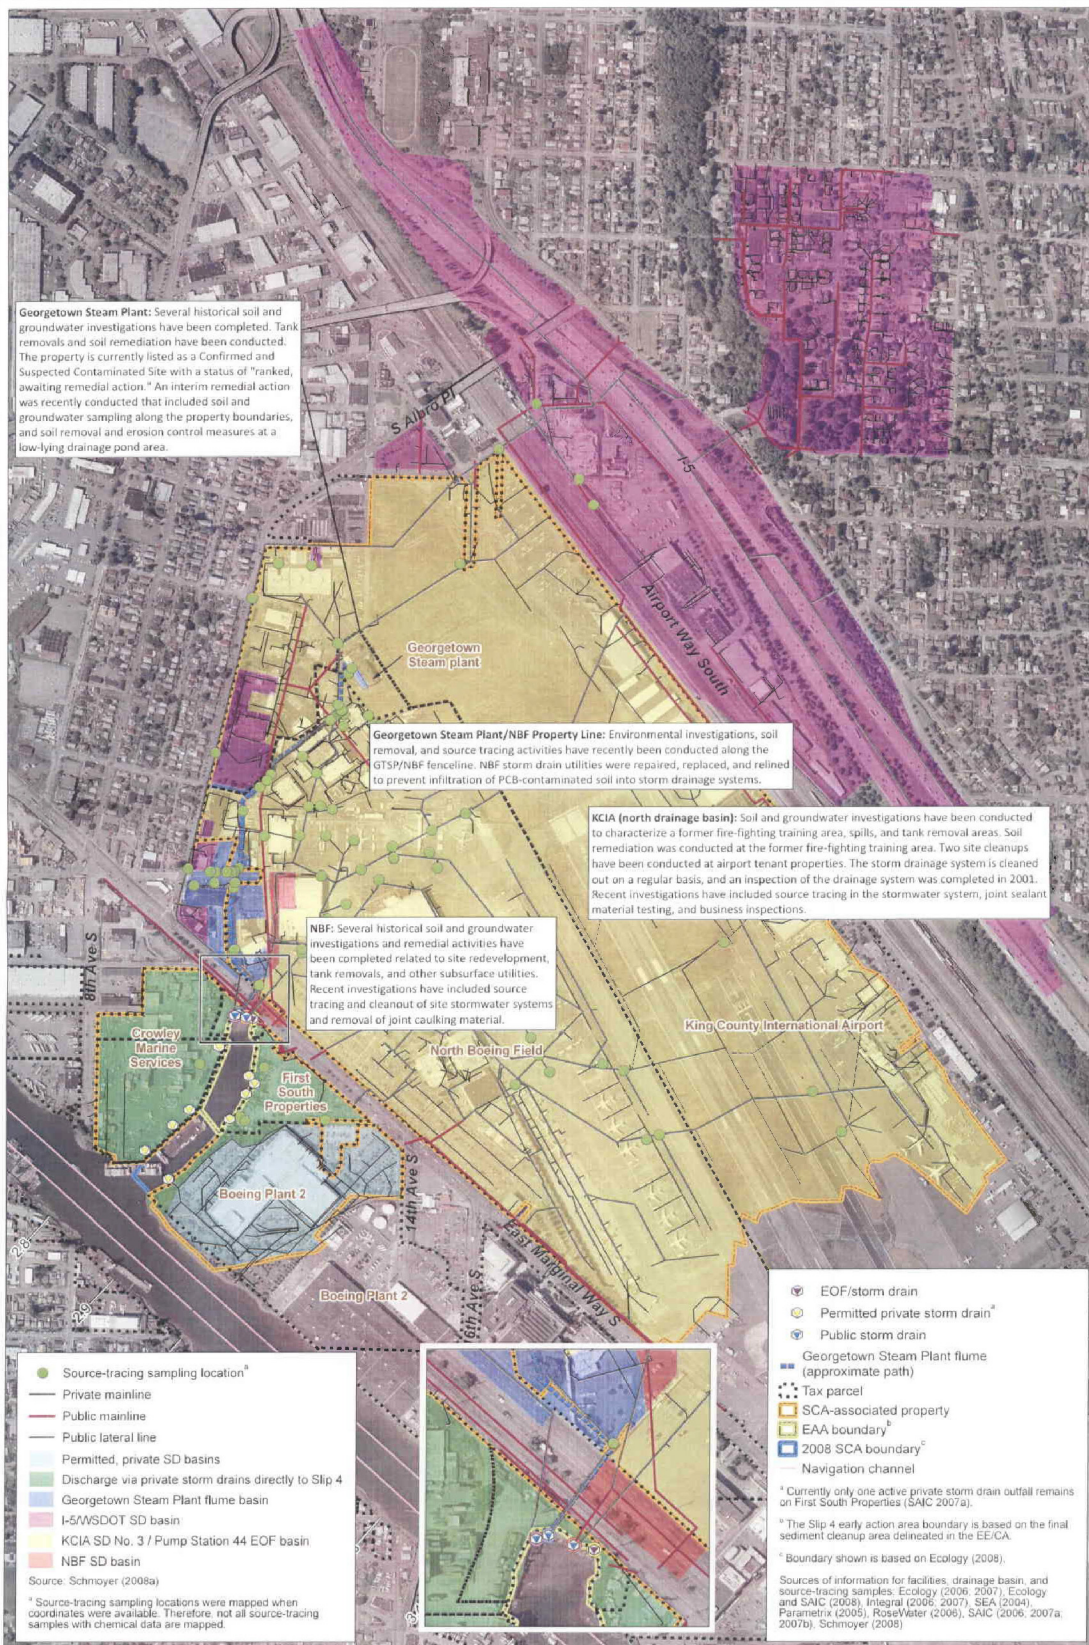 Georgetown Steam Plant: Several historical soil and
groundwater investigations have been completed. Tank
removals and soil remediation have been conducted.
The property is currently listed as a Confirmed and
Suspected Contaminated Site with a status of "ranked,
awaiting remedial action." An interim remedial action
was recently conducted that included soil and
groundwater sampling along the property boundaries,
and soil removal and erosion control measures at a
low-lying drainage pond area.
S Albro Pl
I-5
Airport Way South
Georgetown
Steam plant
Georgetown Steam Plant/NBF Property Line: Environmental investigations, soil
removal, and source tracing activities have recently been conducted along the
GTSP/NBF fenceline. NBF storm drain utilities were repaired, replaced, and relined
to prevent infiltration of PCB-contaminated soil into storm drainage systems.
KCIA (north drainage basin): Soil and groundwater investigations have been conducted
to characterize a former fire-fighting training area, spills, and tank removal areas. Soil
remediation was conducted at the former fire-fighting training area. Two site cleanups
have been conducted at airport tenant properties. The storm drainage system is cleaned
out on a regular basis, and an inspection of the drainage system was completed in 2001.
Recent investigations have included source tracing in the stormwater system, joint sealant
material testing, and business inspections.
NBF: Several historical soil and groundwater
investigations and remedial activities have
been completed related to site redevelopment,
tank removals, and other subsurface utilities.
Recent investigations have included source
tracing and cleanout of site stormwater systems
and removal of joint caulking material.
8th Ave S
Crowley
Marine
Services
First
South
Properties
North Boeing Field
King County International Airport
Boeing Plant 2
14th Ave S
28
29
Boeing Plant 2
16th Ave S
East Marginal Way S
Source-tracing sampling location a
Private mainline
Public mainline
Public lateral line
Permitted, private SD basins
Discharge via private storm drains directly to Slip 4
Georgetown Steam Plant flume basin
I-5/WSDOT SD basin
KCIA SD No. 3 / Pump Station 44 EOF basin
NBF SD basin
Source: Schmoyer (2008a)
a Source-tracing sampling locations were mapped when
coordinates were available. Therefore, not all source-tracing
samples with chemical data are mapped.
EOF/storm drain
Permitted private storm drain a
Public storm drain
Georgetown Steam Plant flume
(approximate path)
Tax parcel
SCA-associated property
EAA boundary b
2008 SCA boundary c
Navigation channel
a Currently only one active private storm drain outfall remains
on First South Properties (SAIC 2007a).
b The Slip 4 early action area boundary is based on the final
sediment cleanup area delineated in the EE/CA.
c Boundary shown is based on Ecology (2008).
Sources of information for facilities, drainage basin, and
source-tracing samples: Ecology (2006, 2007), Ecology
and SAIC (2008), Integral (2006, 2007), SEA (2004),
Parametrix (2005), RoseWater (2006), SAIC (2006, 2007a,
2007b), Schmoyer (2008)